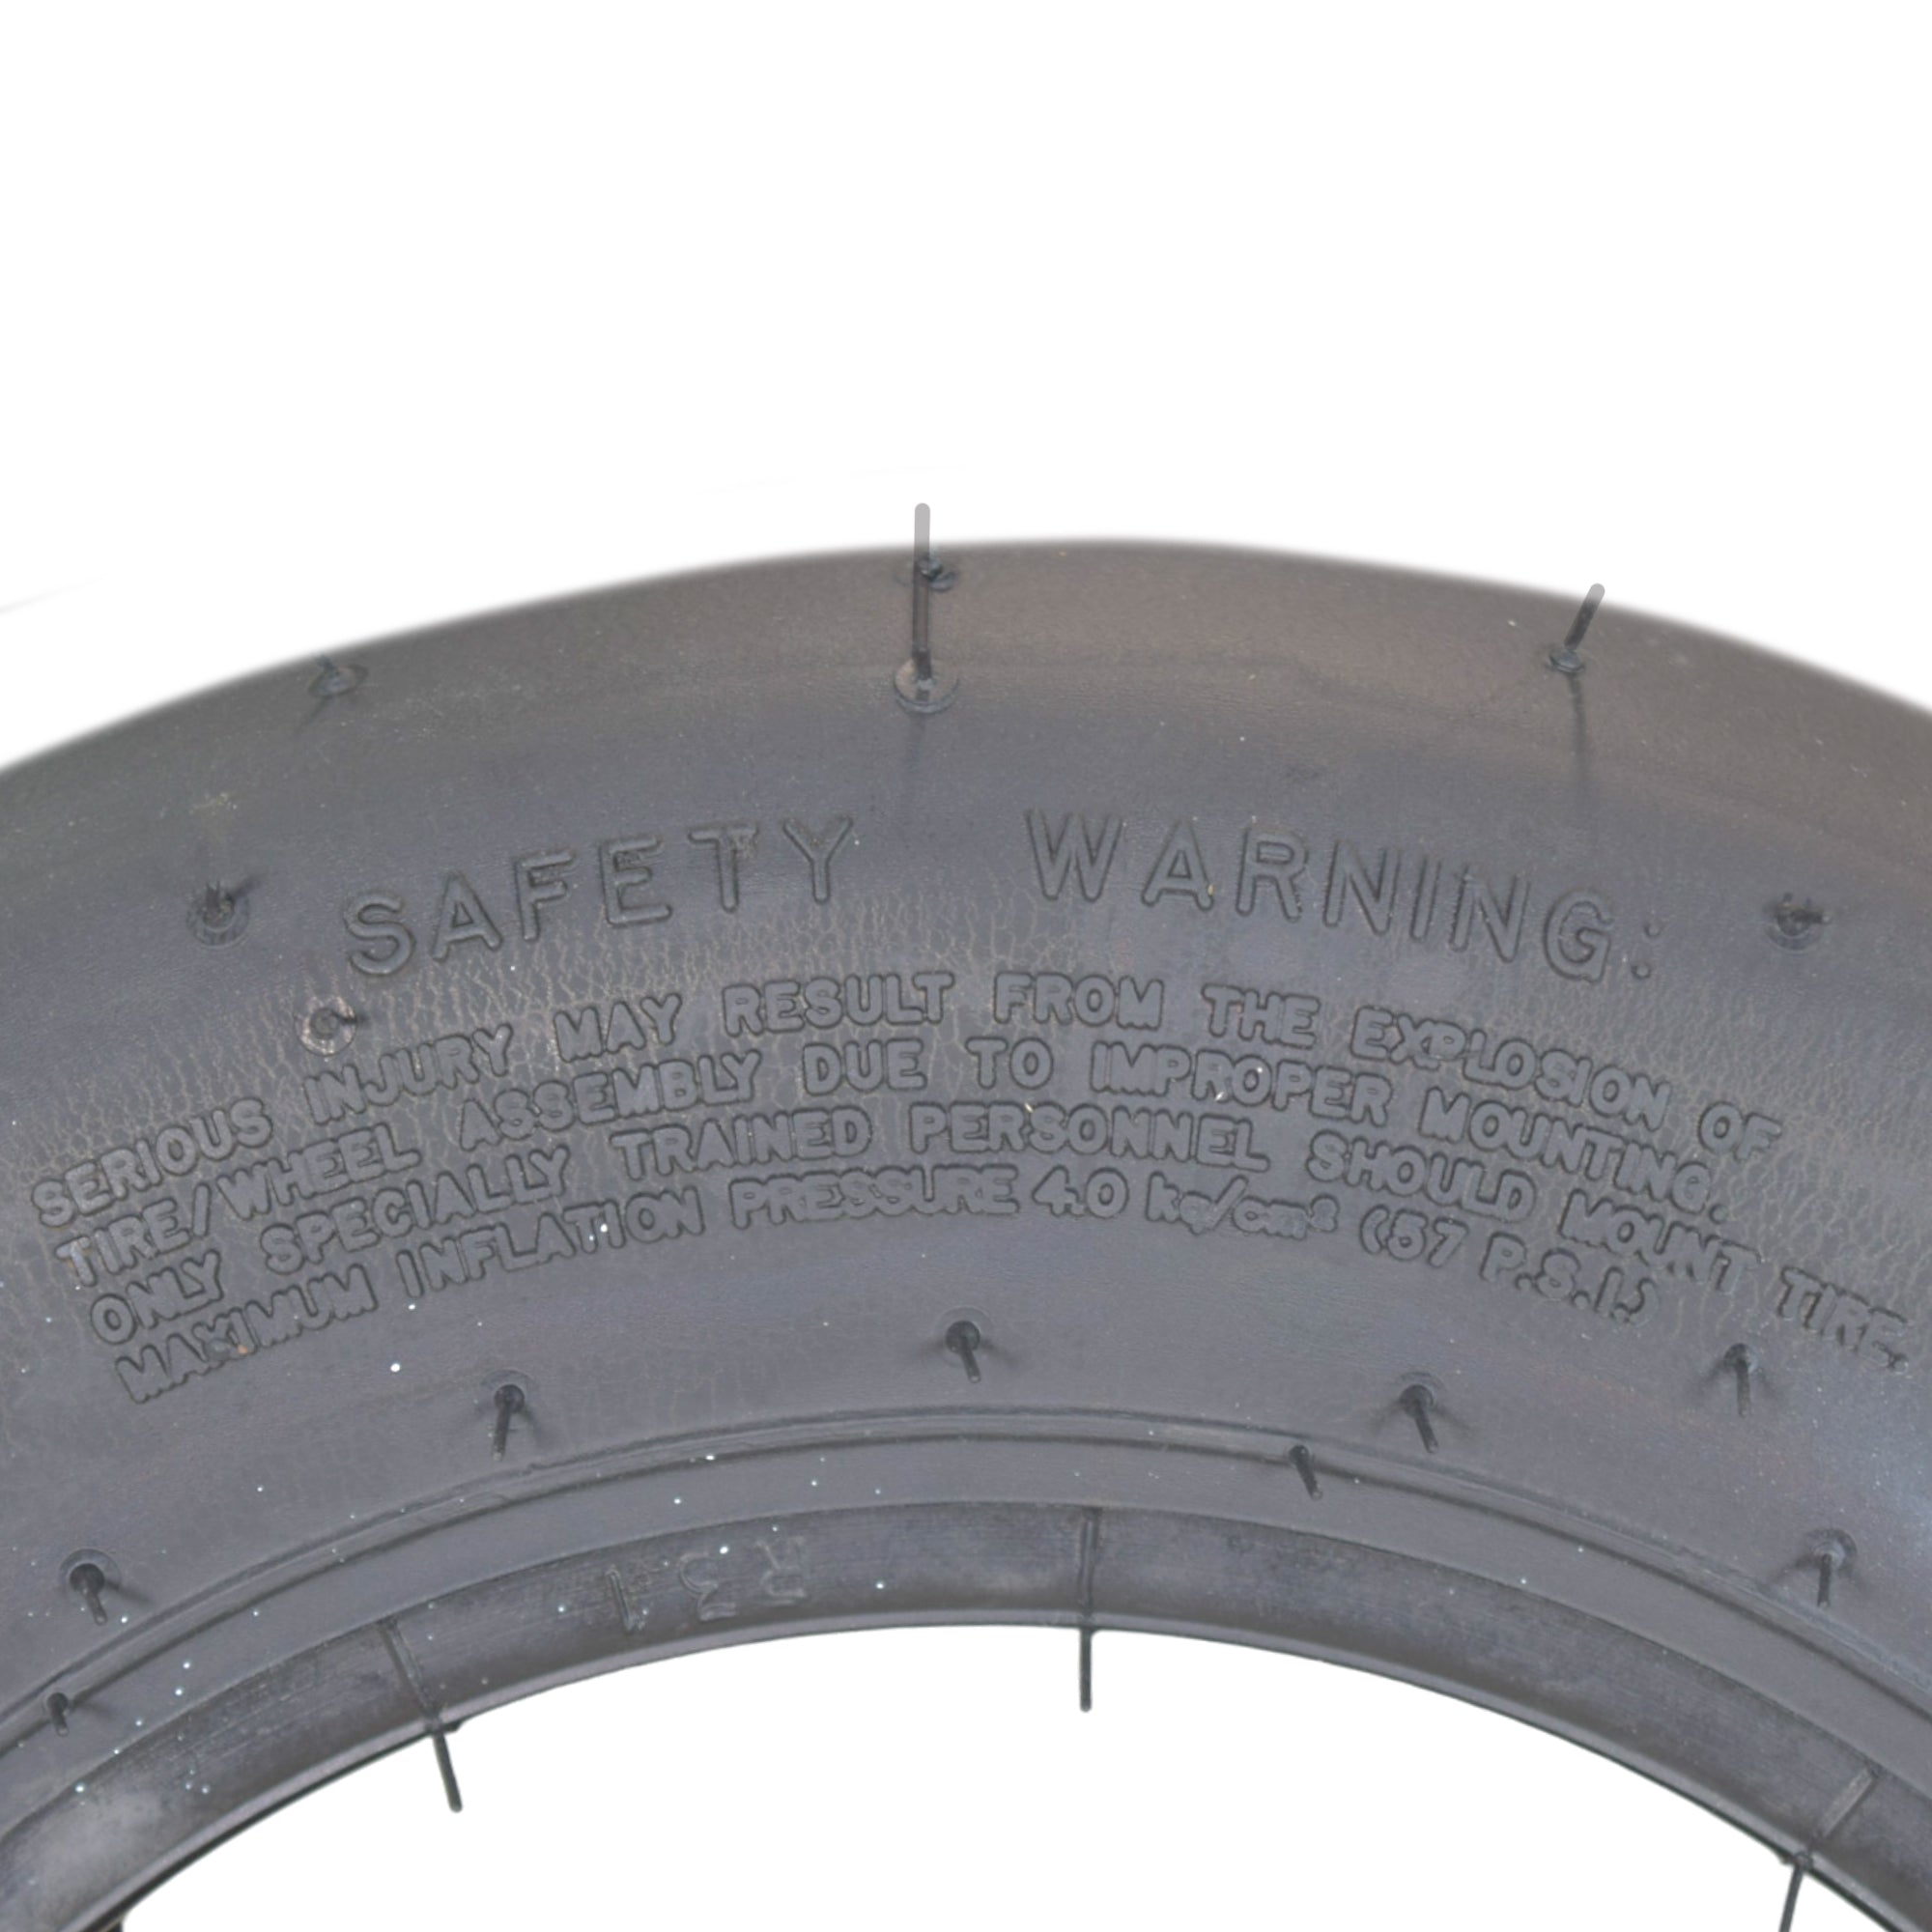 SAFETY WARNING:
SERIOUS INJURY MAY RESULT FROM THE EXPLOSION OF
TIRE/WHEEL ASSEMBLY DUE TO IMPROPER MOUNTING.
ONLY SPECIALLY TRAINED PERSONNEL SHOULD MOUNT TIRE.
MAXIMUM INFLATION PRESSURE 4.0 kg/cm² (57 P.S.I.)
R31